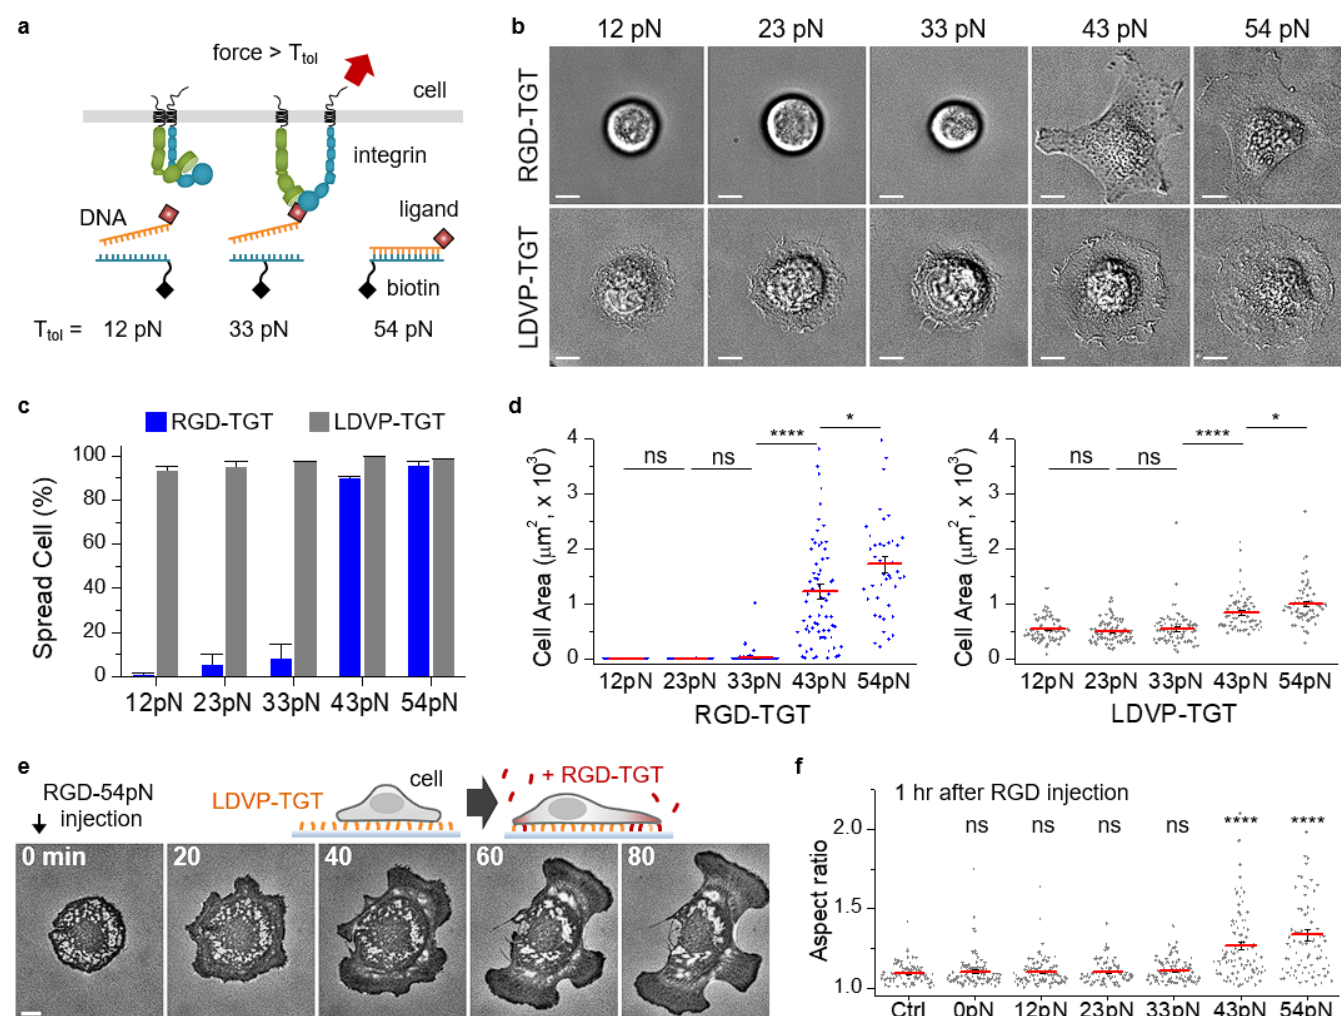 a
force > Ttol
cell
integrin
DNA
ligand
biotin
Ttol = 12 pN 33 pN 54 pN
b
12 pN 23 pN 33 pN 43 pN 54 pN
RGD-TGT
LDVP-TGT
c
RGD-TGT LDVP-TGT
Spread Cell (%)
100
80
60
40
20
0
12pN 23pN 33pN 43pN 54pN
d
Cell Area (μm², x 10³)
4
3
2
1
0
ns ns **** *
12pN 23pN 33pN 43pN 54pN
RGD-TGT
Cell Area (μm², x 10³)
4
3
2
1
0
ns ns **** *
12pN 23pN 33pN 43pN 54pN
LDVP-TGT
e
RGD-54pN
injection
LDVP-TGT
cell
+ RGD-TGT
0 min 20 40 60 80
f
1 hr after RGD injection
ns ns ns ns **** ****
Aspect ratio
2.0
1.5
1.0
Ctrl 0pN 12pN 23pN 33pN 43pN 54pN